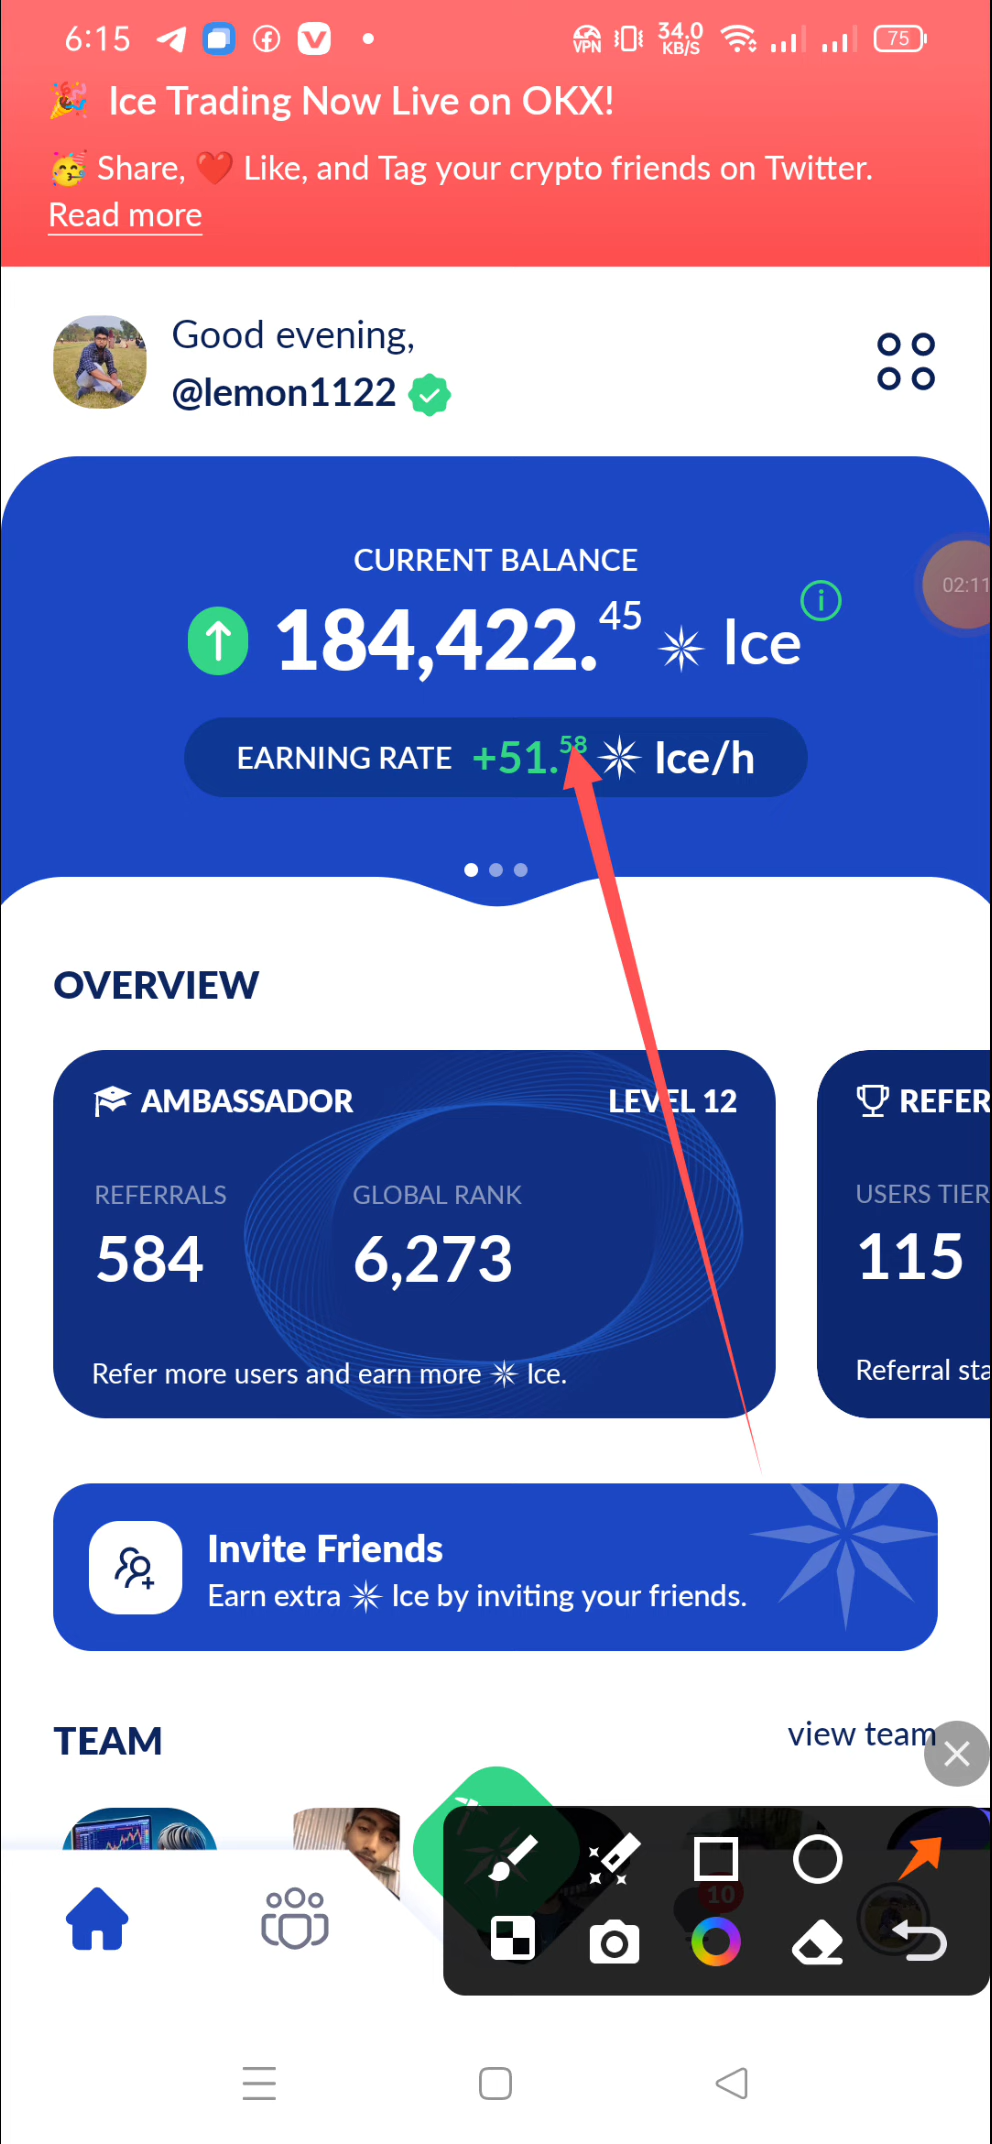 6:15 VPN 34.0 KB/S 75
🎉 Ice Trading Now Live on OKX!
🥳 Share, ❤️ Like, and Tag your crypto friends on Twitter.
Read more
Good evening,
@lemon1122
CURRENT BALANCE
184,422.45 Ice
02:11
EARNING RATE +51.58 Ice/h
OVERVIEW
AMBASSADOR LEVEL 12
REFERRALS GLOBAL RANK
584 6,273
Refer more users and earn more Ice.
REFER
USERS TIER
115
Referral sta
Invite Friends
Earn extra Ice by inviting your friends.
TEAM view team
10